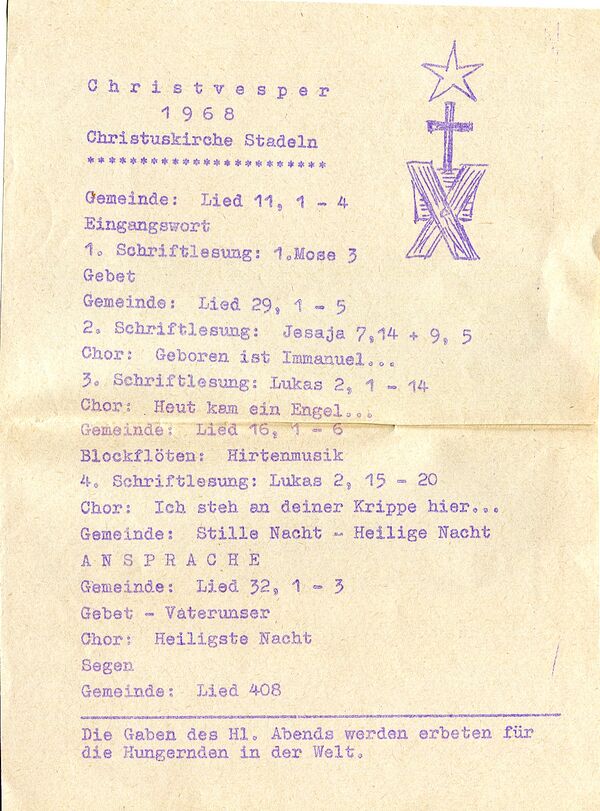 C h r i s t v e s p e r
1 9 6 8
Christuskirche Stadeln
***********************
Gemeinde: Lied 11, 1 - 4
Eingangswort
1. Schriftlesung: 1.Mose 3
Gebet
Gemeinde: Lied 29, 1 - 5
2. Schriftlesung: Jesaja 7,14 + 9, 5
Chor: Geboren ist Immanuel...
3. Schriftlesung: Lukas 2, 1 - 14
Chor: Heut kam ein Engel...
Gemeinde: Lied 16, 1 - 6
Blockflöten: Hirtenmusik
4. Schriftlesung: Lukas 2, 15 - 20
Chor: Ich steh an deiner Krippe hier...
Gemeinde: Stille Nacht - Heilige Nacht
A N S P R A C H E
Gemeinde: Lied 32, 1 - 3
Gebet - Vaterunser
Chor: Heiligste Nacht
Segen
Gemeinde: Lied 408
Die Gaben des Hl. Abends werden erbeten für
die Hungernden in der Welt.